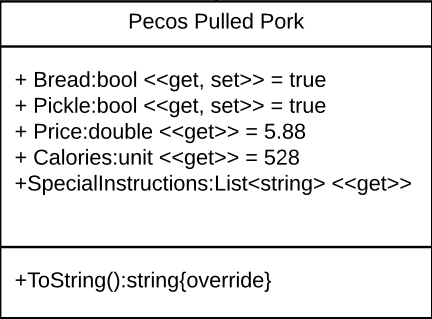 Pecos Pulled Pork
+ Bread:bool <<get, set>> = true
+ Pickle:bool <<get, set>> = true
+ Price:double <<get>> = 5.88
+ Calories:unit <<get>> = 528
+SpecialInstructions:List<string> <<get>>
+ToString():string{override}